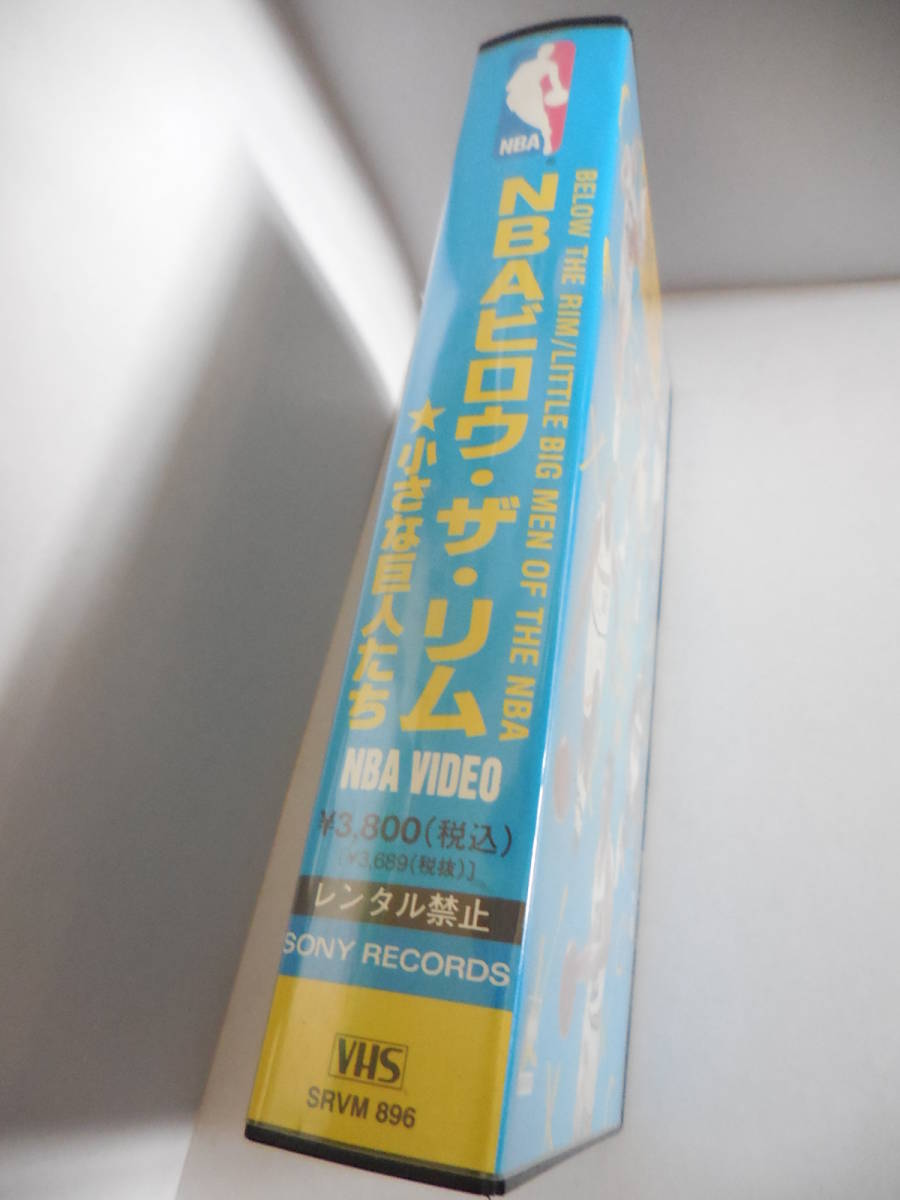 NBA
BELOW THE RIM/LITTLE BIG MEN OF THE NBA
NBAビロウ・ザ・リム
★小さな巨人たち
NBA VIDEO
¥3,800(税込)
[¥3,689(税抜)]
レンタル禁止
SONY RECORDS
VHS
SRVM 896